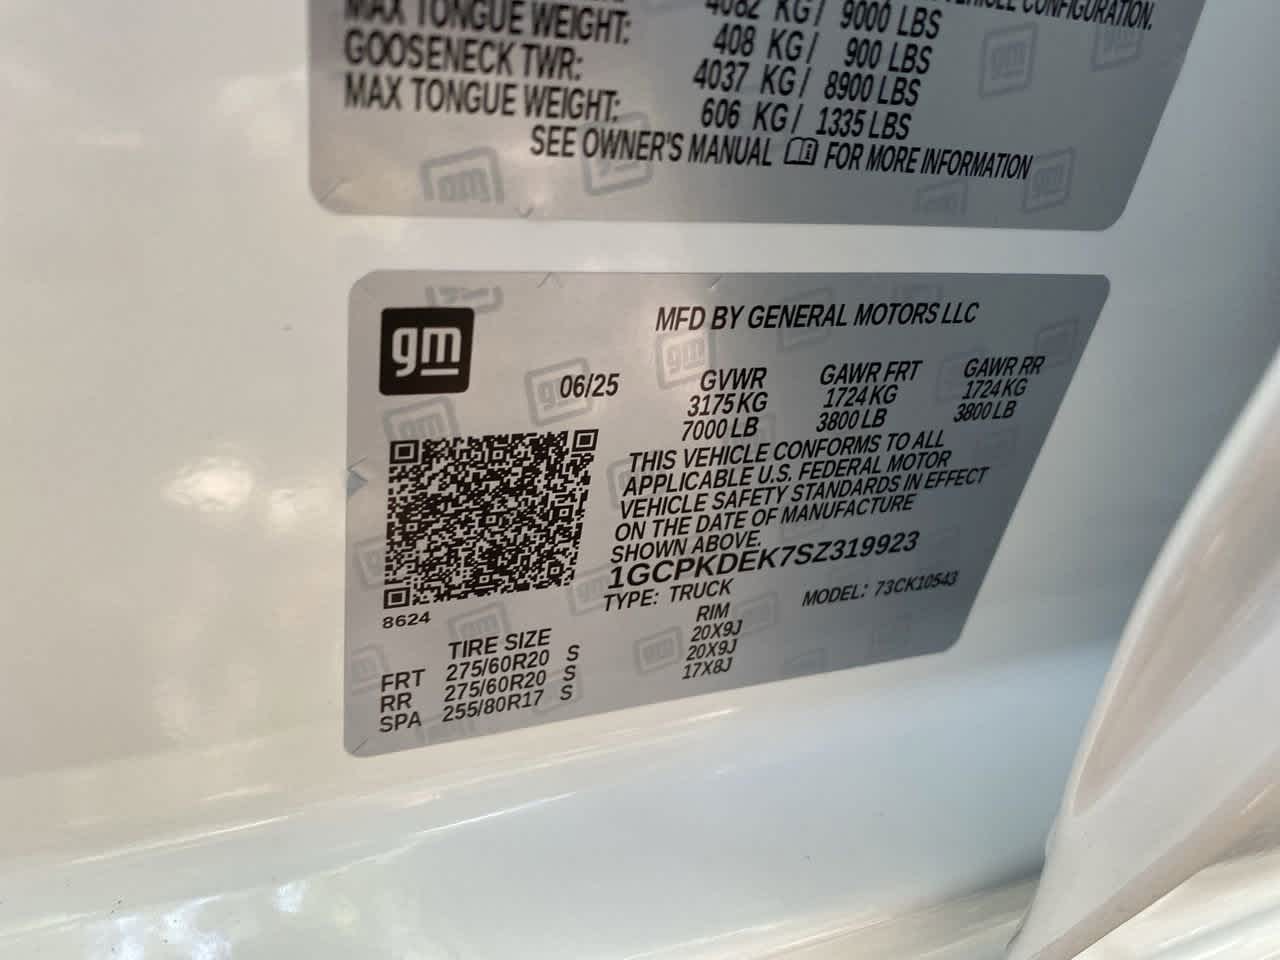 MAX TONGUE WEIGHT: 4082 KG/ 9000 LBS
VEHICLE CONFIGURATION.
GOOSENECK TWR: 408 KG/ 900 LBS
MAX TONGUE WEIGHT: 4037 KG/ 8900 LBS
606 KG/ 1335 LBS
SEE OWNER'S MANUAL FOR MORE INFORMATION
gm
MFD BY GENERAL MOTORS LLC
06/25 GVWR GAWR FRT GAWR RR
3175 KG 1724 KG 1724 KG
7000 LB 3800 LB 3800 LB
THIS VEHICLE CONFORMS TO ALL
APPLICABLE U.S. FEDERAL MOTOR
VEHICLE SAFETY STANDARDS IN EFFECT
ON THE DATE OF MANUFACTURE
SHOWN ABOVE.
1GCPKDEK7SZ319923
TYPE: TRUCK MODEL: 73CK10543
8624
TIRE SIZE RIM
FRT 275/60R20 S 20X9J
RR 275/60R20 S 20X9J
SPA 255/80R17 S 17X8J